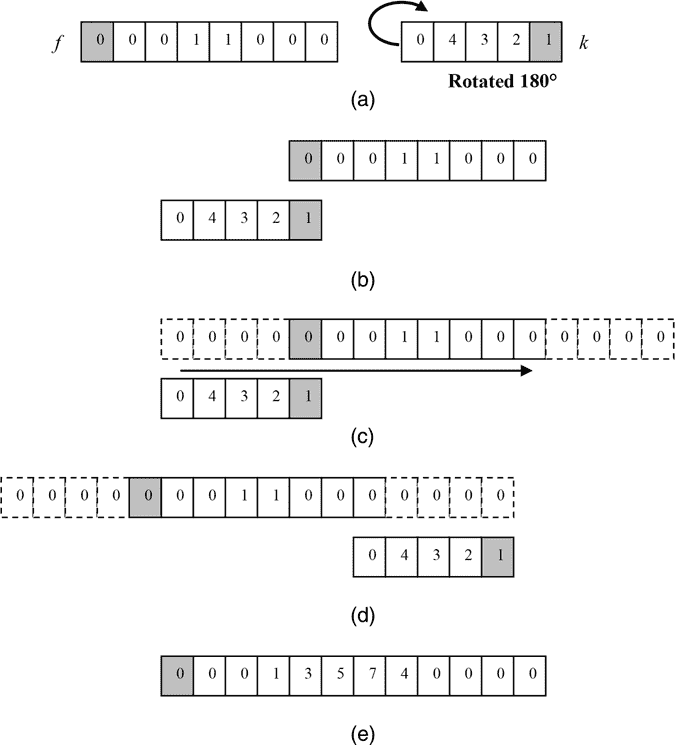 f 0 0 0 1 1 0 0 0 0 4 3 2 1 k
Rotated 180°
(a)
0 0 0 1 1 0 0 0
0 4 3 2 1
(b)
0 0 0 0 0 0 0 1 1 0 0 0 0 0 0 0
0 4 3 2 1
(c)
0 0 0 0 0 0 0 1 1 0 0 0 0 0 0 0
0 4 3 2 1
(d)
0 0 0 1 3 5 7 4 0 0 0 0
(e)